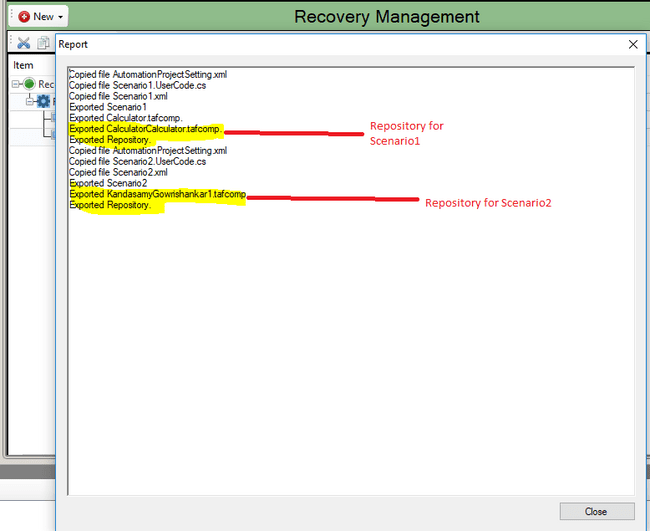 New
Recovery Management
Report
Item
Rec
Copied file AutomationProjectSetting.xml
Copied file Scenario1.UserCode.cs
Copied file Scenario1.xml
Exported Scenario1
Exported Calculator.tafcomp.
Exported CalculatorCalculator.tafcomp.
Exported Repository.
Copied file AutomationProjectSetting.xml
Copied file Scenario2.UserCode.cs
Copied file Scenario2.xml
Exported Scenario2
Exported KandasamyGowrishankar1.tafcomp
Exported Repository.
Repository for
Scenario1
Repository for Scenario2
Close